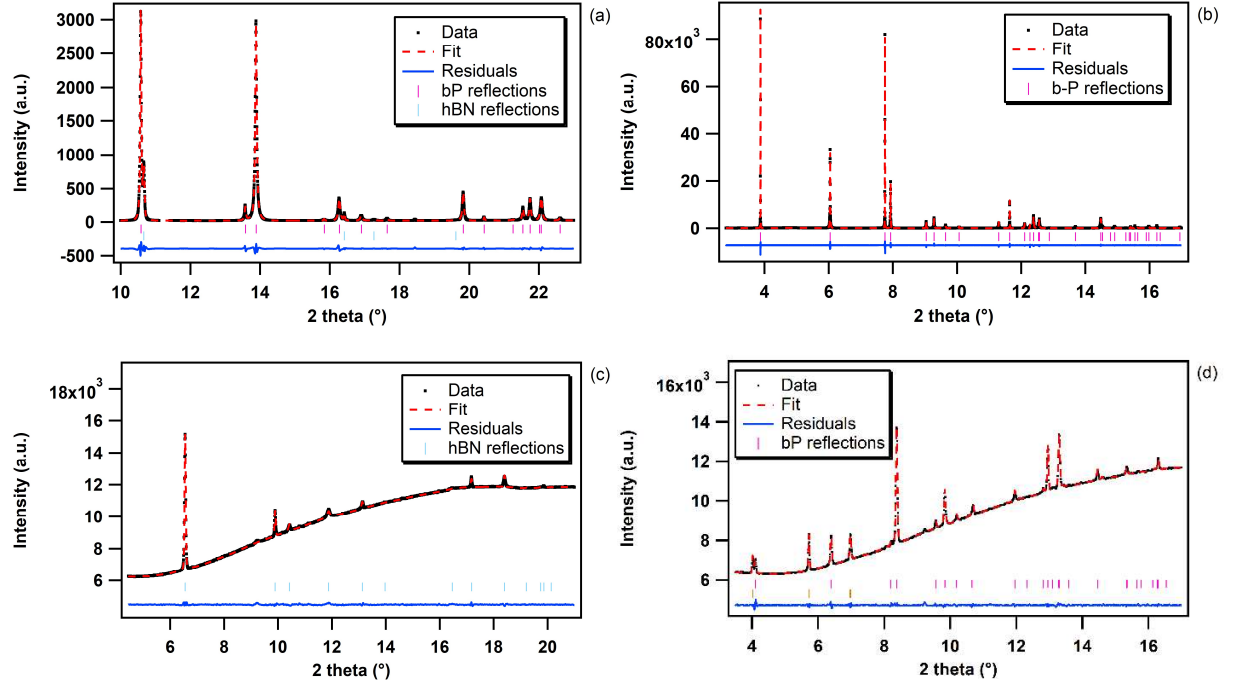 (a)
Data
Fit
Residuals
bP reflections
hBN reflections
Intensity (a.u.)
3000
2500
2000
1500
1000
500
0
-500
10 12 14 16 18 20 22
2 theta (°)
(b)
Data
Fit
Residuals
b-P reflections
Intensity (a.u.)
80x10³
60
40
20
0
4 6 8 10 12 14 16
2 theta (°)
(c)
Data
Fit
Residuals
hBN reflections
Intensity (a.u.)
18x10³
16
14
12
10
8
6
6 8 10 12 14 16 18 20
2 theta (°)
(d)
Data
Fit
Residuals
bP reflections
Intensity (a.u.)
16x10³
14
12
10
8
6
4 6 8 10 12 14 16
2 theta (°)